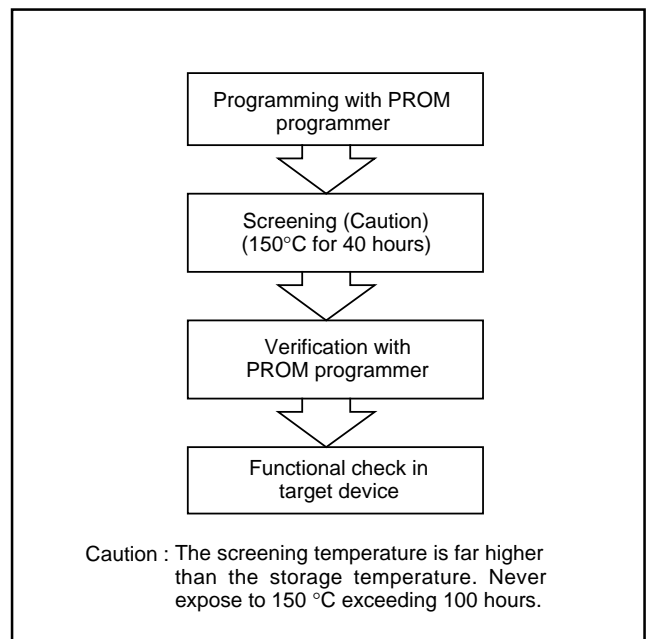 Programming with PROM
programmer
Screening (Caution)
(150°C for 40 hours)
Verification with
PROM programmer
Functional check in
target device
Caution : The screening temperature is far higher
than the storage temperature. Never
expose to 150 °C exceeding 100 hours.